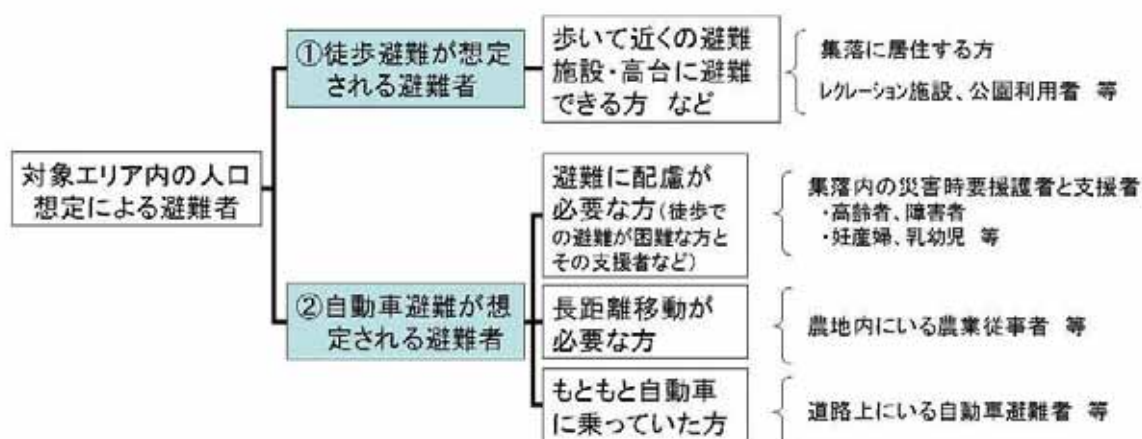 対象エリア内の人口
想定による避難者
①徒歩避難が想定
される避難者
歩いて近くの避難
施設・高台に避難
できる方 など
集落に居住する方
レクレーション施設、公園利用者 等
②自動車避難が想
定される避難者
避難に配慮が
必要な方(徒歩で
の避難が困難な方と
その支援者など)
集落内の災害時要援護者と支援者
・高齢者、障害者
・妊産婦、乳幼児 等
長距離移動が
必要な方
農地内にいる農業従事者 等
もともと自動車
に乗っていた方
道路上にいる自動車避難者 等